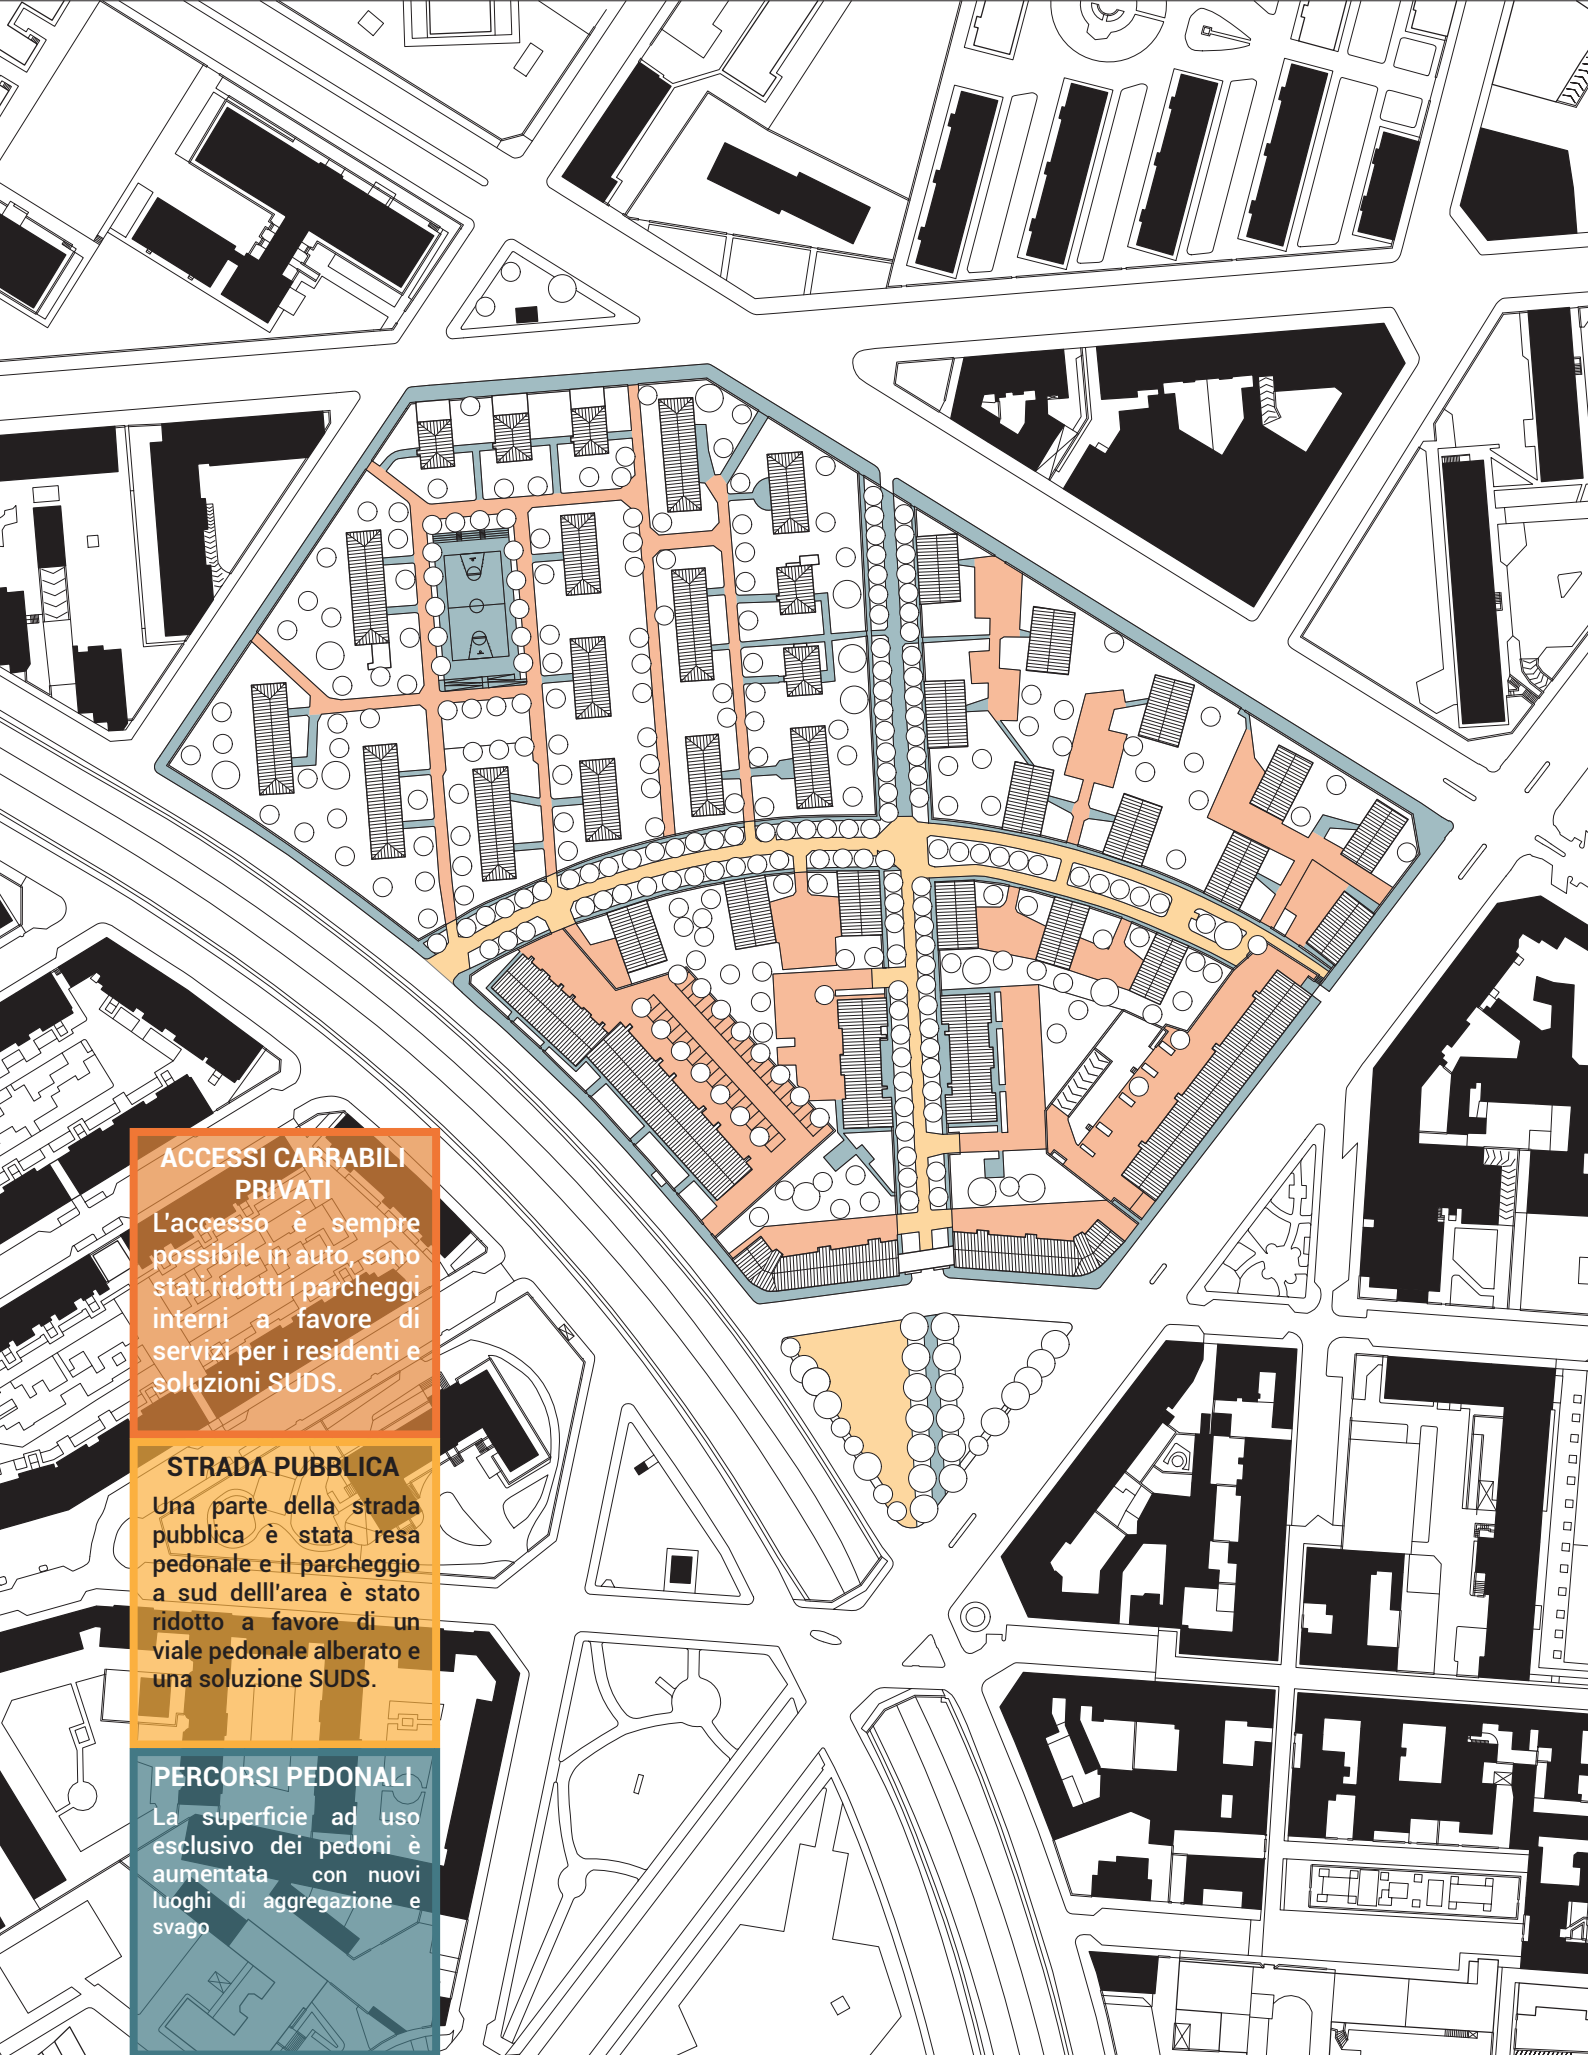 ACCESSI CARRABILI
PRIVATI
L'accesso è sempre
possibile in auto, sono
stati ridotti i parcheggi
interni a favore di
servizi per i residenti e
soluzioni SUDS.
STRADA PUBBLICA
Una parte della strada
pubblica è stata resa
pedonale e il parcheggio
a sud delll'area è stato
ridotto a favore di un
viale pedonale alberato e
una soluzione SUDS.
PERCORSI PEDONALI
La superficie ad uso
esclusivo dei pedoni è
aumentata con nuovi
luoghi di aggregazione e
svago